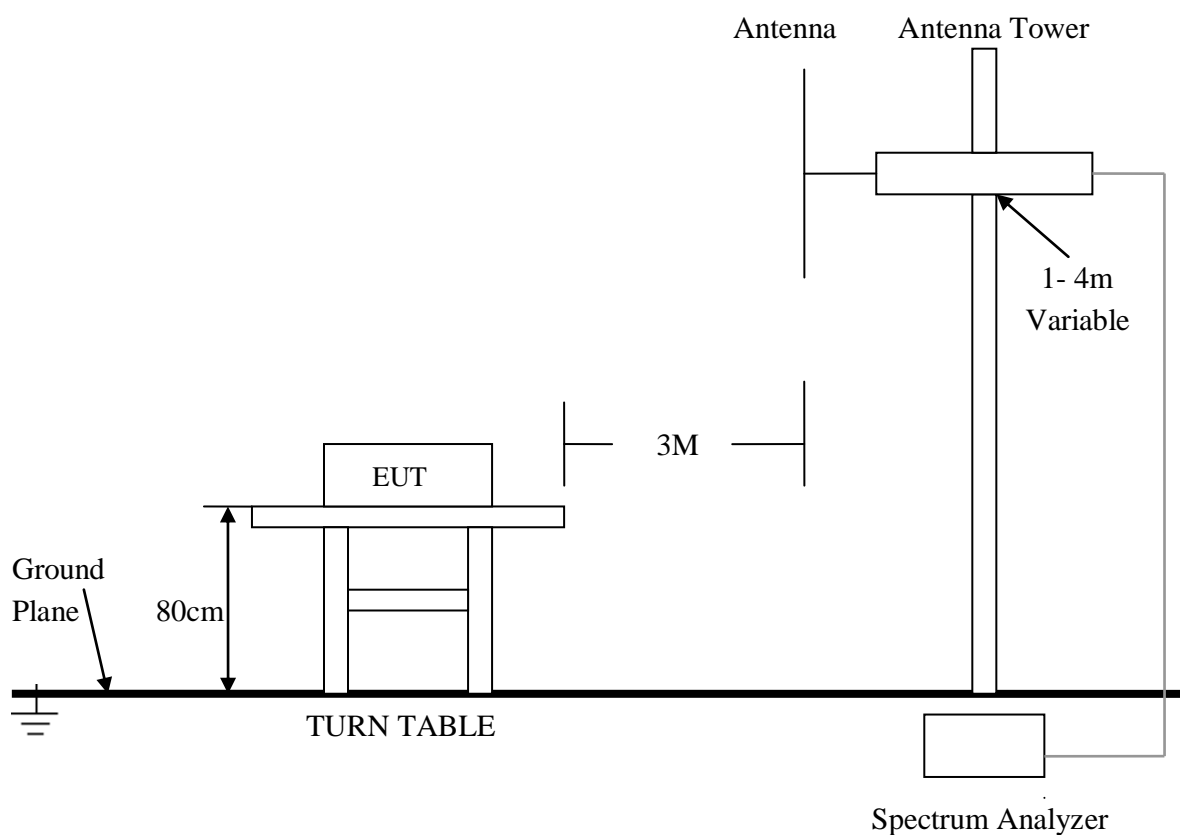 Antenna
Antenna Tower
1- 4m
Variable
3M
EUT
Ground
Plane
80cm
TURN TABLE
Spectrum Analyzer